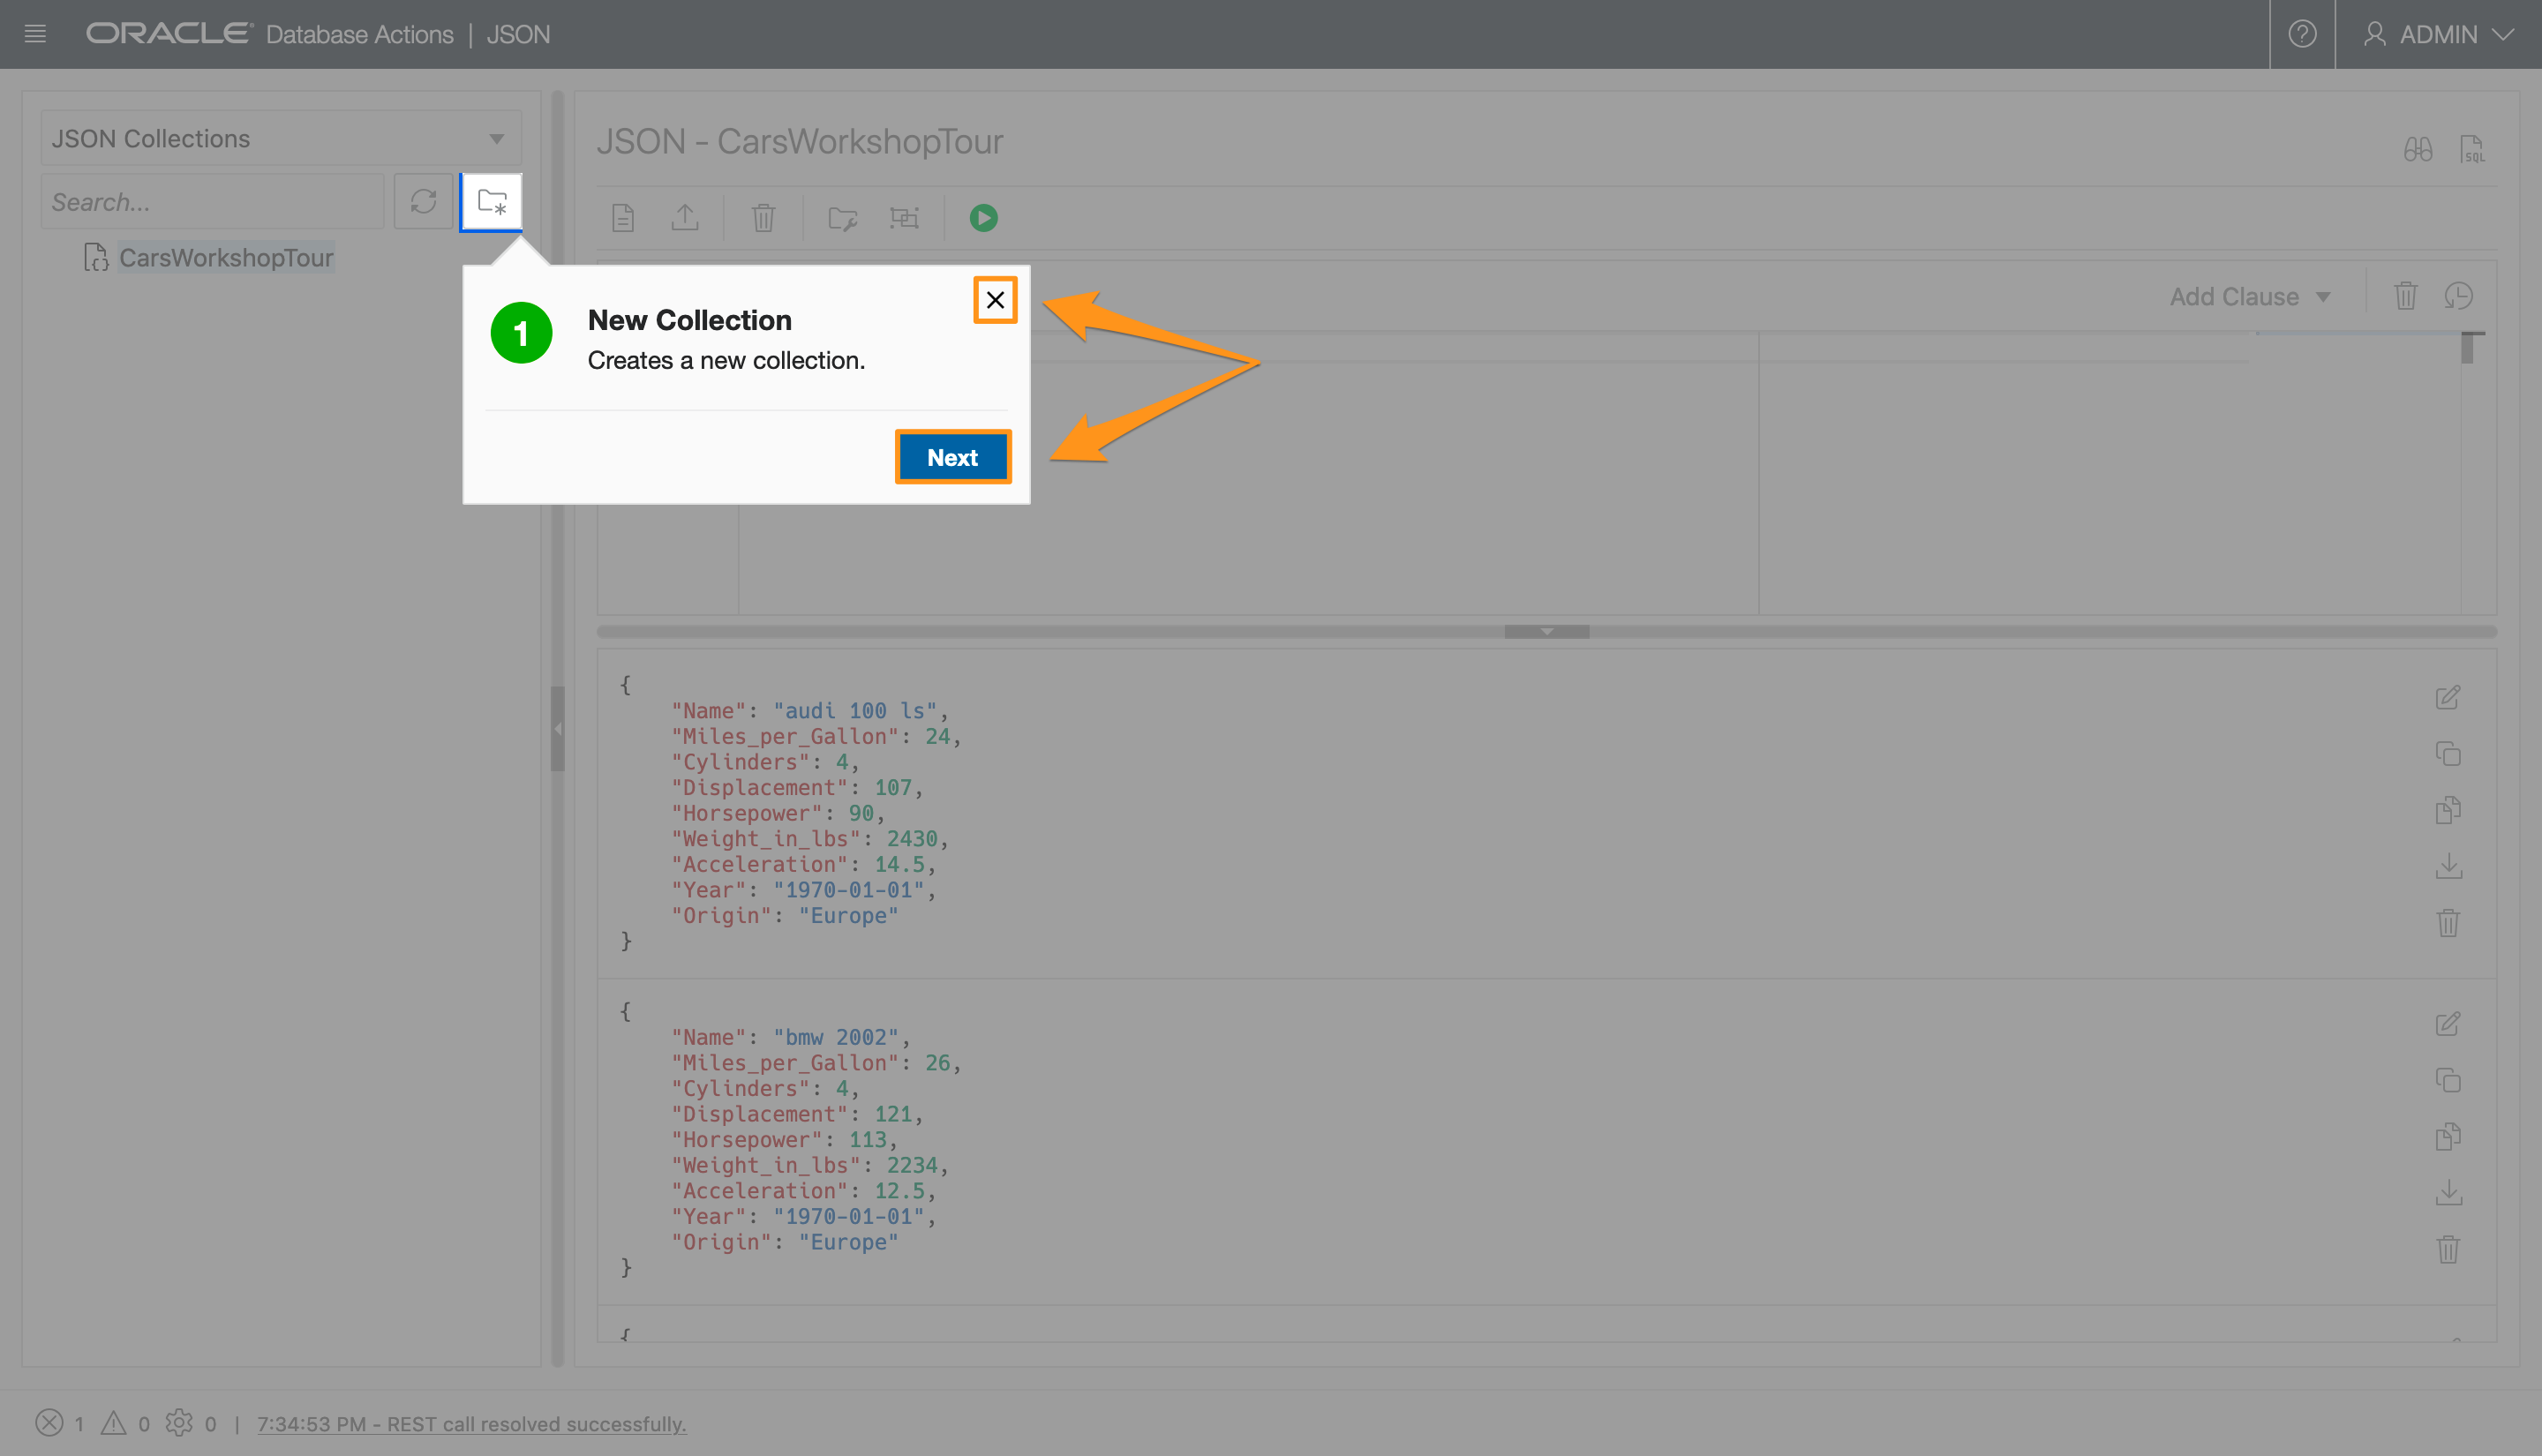 ORACLE Database Actions | JSON
ADMIN
JSON Collections
Search...
CarsWorkshopTour
JSON - CarsWorkshopTour
SQL
Add Clause
1
New Collection
Creates a new collection.
Next
{
"Name": "audi 100 ls",
"Miles_per_Gallon": 24,
"Cylinders": 4,
"Displacement": 107,
"Horsepower": 90,
"Weight_in_lbs": 2430,
"Acceleration": 14.5,
"Year": "1970-01-01",
"Origin": "Europe"
}
{
"Name": "bmw 2002",
"Miles_per_Gallon": 26,
"Cylinders": 4,
"Displacement": 121,
"Horsepower": 113,
"Weight_in_lbs": 2234,
"Acceleration": 12.5,
"Year": "1970-01-01",
"Origin": "Europe"
}
{
1 0 0 | 7:34:53 PM - REST call resolved successfully.